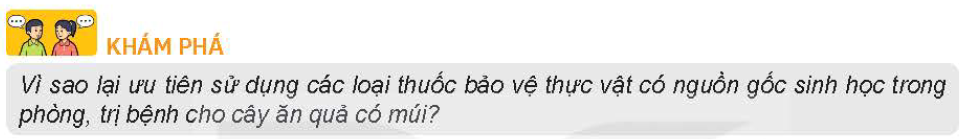 KHÁM PHÁ
Vì sao lại ưu tiên sử dụng các loại thuốc bảo vệ thực vật có nguồn gốc sinh học trong
phòng, trị bệnh cho cây ăn quả có múi?